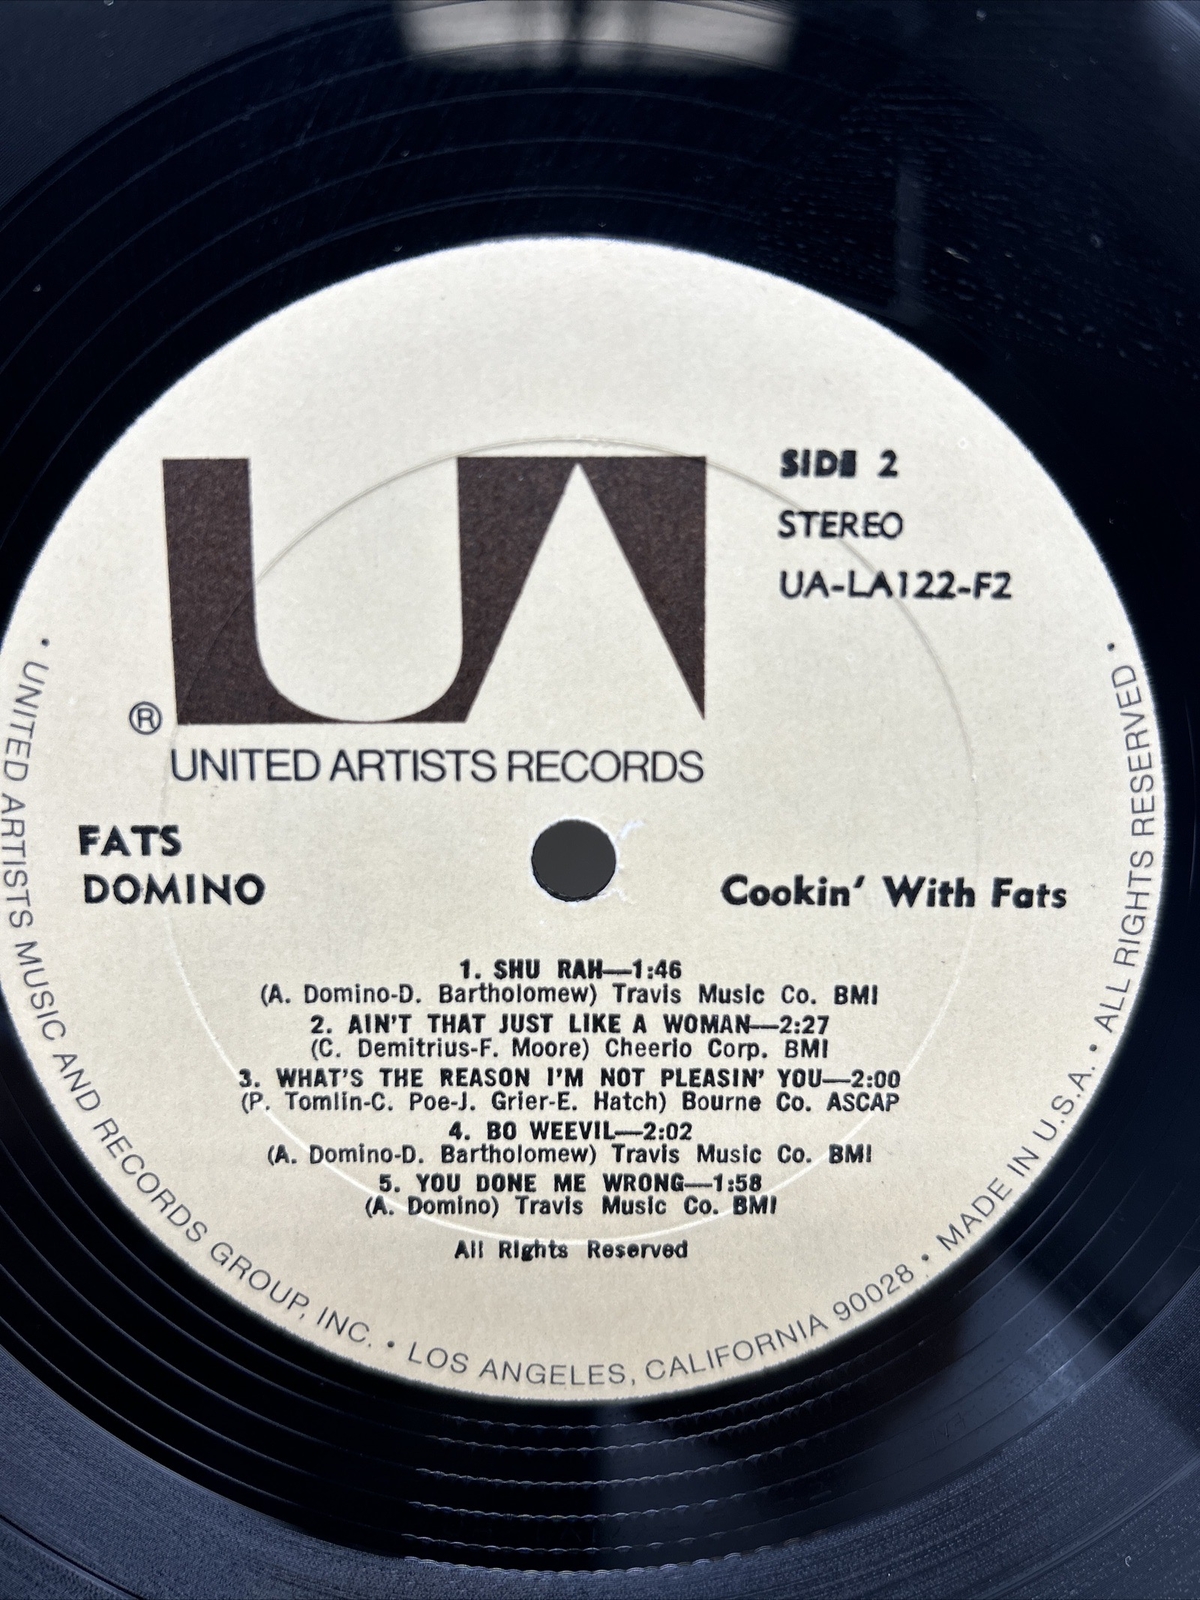 UA
SIDE 2
STEREO
UA-LA122-F2
®
UNITED ARTISTS RECORDS
FATS
DOMINO
Cookin' With Fats
1. SHU RAH—1:46
(A. Domino-D. Bartholomew) Travis Music Co. BMI
2. AIN'T THAT JUST LIKE A WOMAN—2:27
(C. Demitrius-F. Moore) Cheerio Corp. BMI
3. WHAT'S THE REASON I'M NOT PLEASIN' YOU—2:00
(P. Tomlin-C. Poe-J. Grier-E. Hatch) Bourne Co. ASCAP
4. BO WEEVIL—2:02
(A. Domino-D. Bartholomew) Travis Music Co. BMI
5. YOU DONE ME WRONG—1:58
(A. Domino) Travis Music Co. BMI
All Rights Reserved
• UNITED ARTISTS MUSIC AND RECORDS GROUP, INC. • LOS ANGELES, CALIFORNIA 90028 • MADE IN U.S.A. • ALL RIGHTS RESERVED •